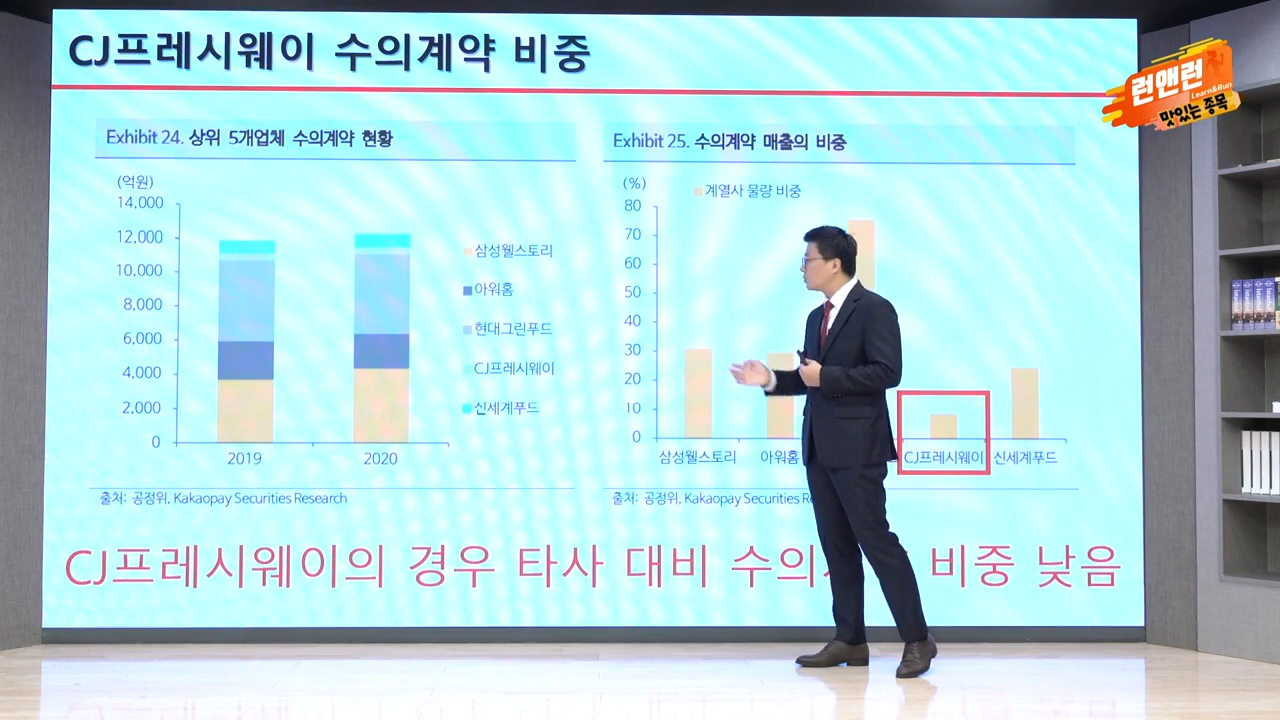 CJ프레시웨이 수의계약 비중
런앤런
Learn&Run
맛있는 종목
Exhibit 24. 상위 5개업체 수의계약 현황
(억원)
14,000
12,000
10,000
8,000
6,000
4,000
2,000
0
2019 2020
삼성웰스토리
아워홈
현대그린푸드
CJ프레시웨이
신세계푸드
출처: 공정위, Kakaopay Securities Research
Exhibit 25. 수의계약 매출의 비중
(%)
계열사 물량 비중
80
70
60
50
40
30
20
10
0
삼성웰스토리 아워홈 CJ프레시웨이 신세계푸드
출처: 공정위, Kakaopay Securities
CJ프레시웨이의 경우 타사 대비 수의 비중 낮음